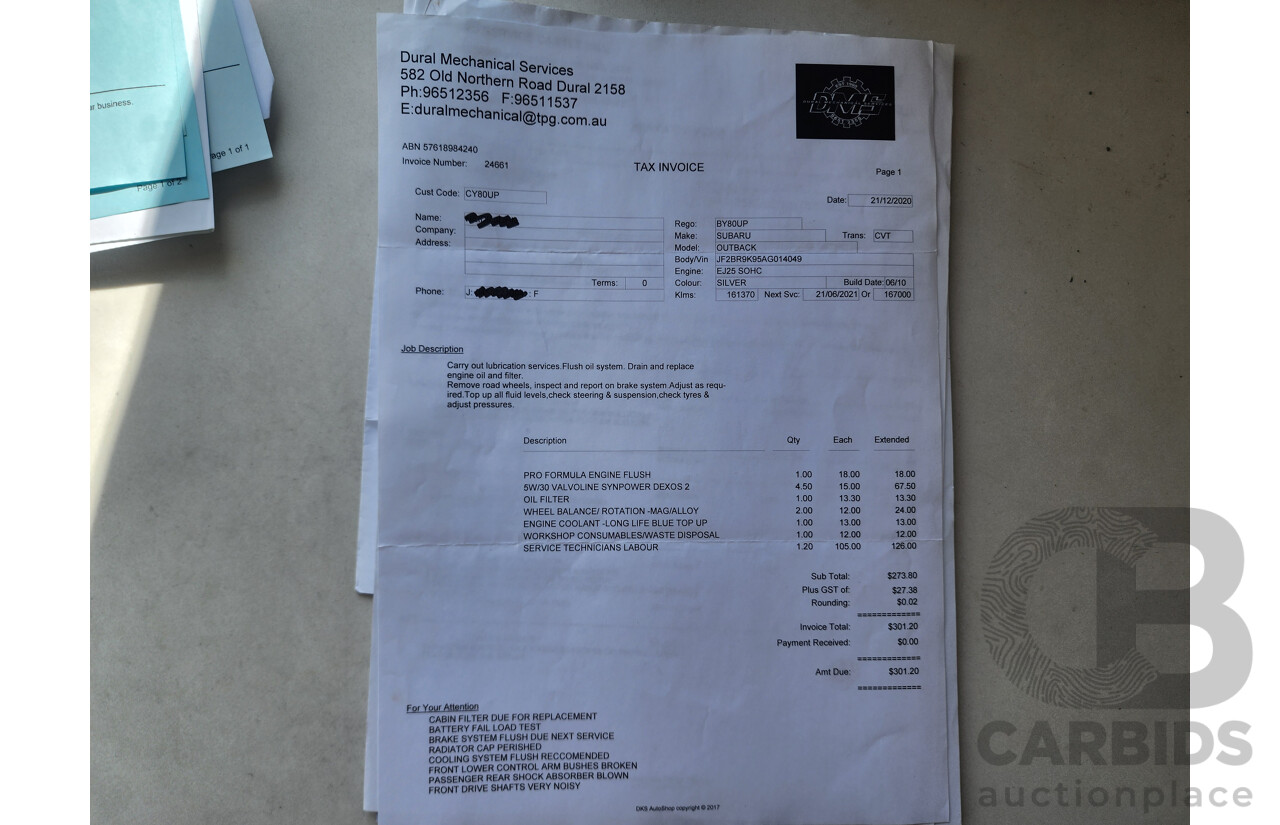 ur business.
age 1 of 1
Page 1 of 2
Dural Mechanical Services
582 Old Northern Road Dural 2158
Ph:96512356 F:96511537
E:duralmechanical@tpg.com.au
DMS
ABN 57618984240
Invoice Number: 24661
TAX INVOICE
Page 1
Cust Code: CY80UP
Date: 21/12/2020
Name:
Company:
Address:
Terms: 0
Phone: J: : F
Rego: BY80UP
Make: SUBARU Trans: CVT
Model: OUTBACK
Body/Vin JF2BR9K95AG014049
Engine: EJ25 SOHC
Colour: SILVER Build Date: 06/10
Klms: 161370 Next Svc: 21/06/2021 Or 167000
Job Description
Carry out lubrication services.Flush oil system. Drain and replace
engine oil and filter.
Remove road wheels, inspect and report on brake system.Adjust as requ-
ired.Top up all fluid levels,check steering & suspension,check tyres &
adjust pressures.
Description Qty Each Extended
PRO FORMULA ENGINE FLUSH 1.00 18.00 18.00
5W/30 VALVOLINE SYNPOWER DEXOS 2 4.50 15.00 67.50
OIL FILTER 1.00 13.30 13.30
WHEEL BALANCE/ ROTATION -MAG/ALLOY 2.00 12.00 24.00
ENGINE COOLANT -LONG LIFE BLUE TOP UP 1.00 13.00 13.00
WORKSHOP CONSUMABLES/WASTE DISPOSAL 1.00 12.00 12.00
SERVICE TECHNICIANS LABOUR 1.20 105.00 126.00
Sub Total: $273.80
Plus GST of: $27.38
Rounding: $0.02
=============
Invoice Total: $301.20
Payment Received: $0.00
=============
Amt Due: $301.20
=============
For Your Attention
CABIN FILTER DUE FOR REPLACEMENT
BATTERY FAIL LOAD TEST
BRAKE SYSTEM FLUSH DUE NEXT SERVICE
RADIATOR CAP PERISHED
COOLING SYSTEM FLUSH RECCOMENDED
FRONT LOWER CONTROL ARM BUSHES BROKEN
PASSENGER REAR SHOCK ABSORBER BLOWN
FRONT DRIVE SHAFTS VERY NOISY
DKS AutoShop copyright © 2017
CB
CARBIDS
auctionplace